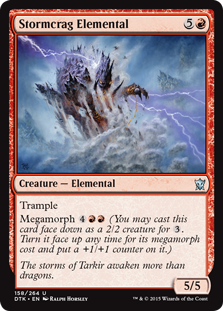 Stormcrag Elemental 5
Creature — Elemental
Trample
Megamorph 4 (You may cast this
card face down as a 2/2 creature for 3.
Turn it face up any time for its megamorph
cost and put a +1/+1 counter on it.)
The storms of Tarkir awaken more than
dragons.
5/5
158/264 U
DTK • EN Ralph Horsley ™ & © 2015 Wizards of the Coast